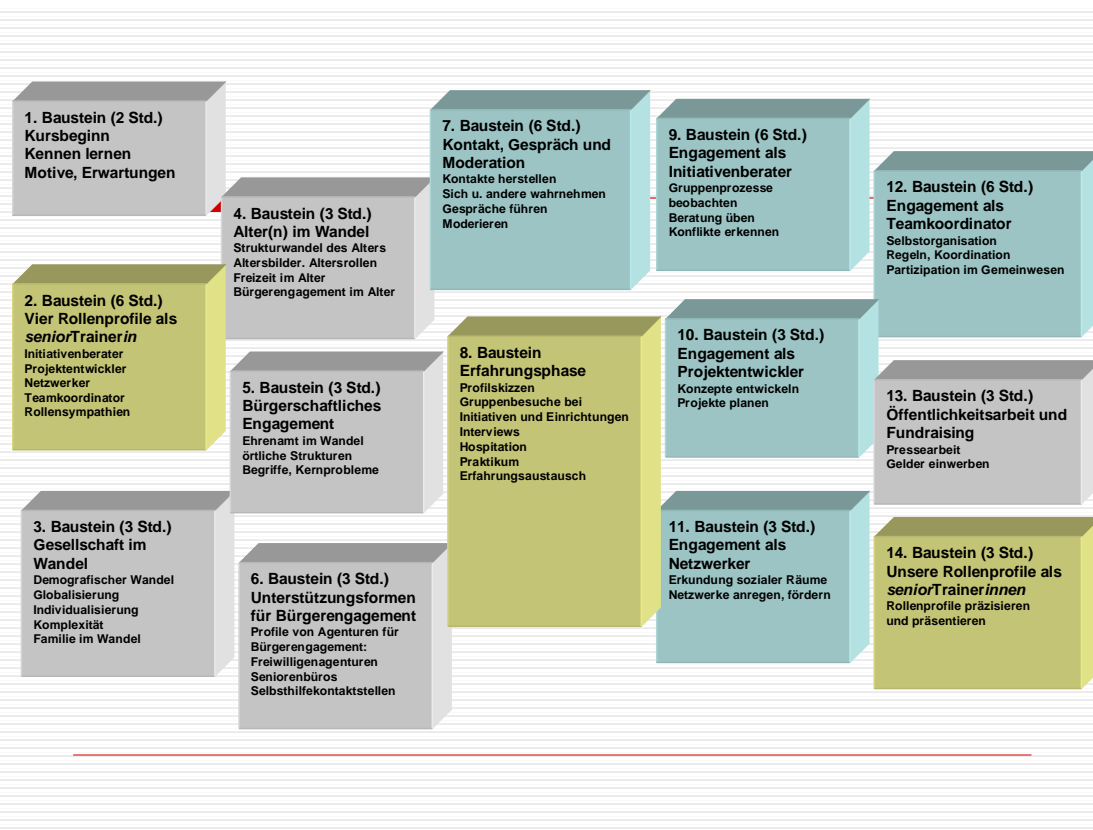 1. Baustein (2 Std.)
Kursbeginn
Kennen lernen
Motive, Erwartungen
2. Baustein (6 Std.)
Vier Rollenprofile als
seniorTrainerin
Initiativenberater
Projektentwickler
Netzwerker
Teamkoordinator
Rollensympathien
3. Baustein (3 Std.)
Gesellschaft im
Wandel
Demografischer Wandel
Globalisierung
Individualisierung
Komplexität
Familie im Wandel
4. Baustein (3 Std.)
Alter(n) im Wandel
Strukturwandel des Alters
Altersbilder. Altersrollen
Freizeit im Alter
Bürgerengagement im Alter
5. Baustein (3 Std.)
Bürgerschaftliches
Engagement
Ehrenamt im Wandel
örtliche Strukturen
Begriffe, Kernprobleme
6. Baustein (3 Std.)
Unterstützungsformen
für Bürgerengagement
Profile von Agenturen für
Bürgerengagement:
Freiwilligenagenturen
Seniorenbüros
Selbsthilfekontaktstellen
7. Baustein (6 Std.)
Kontakt, Gespräch und
Moderation
Kontakte herstellen
Sich u. andere wahrnehmen
Gespräche führen
Moderieren
8. Baustein
Erfahrungsphase
Profilskizzen
Gruppenbesuche bei
Initiativen und Einrichtungen
Interviews
Hospitation
Praktikum
Erfahrungsaustausch
9. Baustein (6 Std.)
Engagement als
Initiativenberater
Gruppenprozesse
beobachten
Beratung üben
Konflikte erkennen
10. Baustein (3 Std.)
Engagement als
Projektentwickler
Konzepte entwickeln
Projekte planen
11. Baustein (3 Std.)
Engagement als
Netzwerker
Erkundung sozialer Räume
Netzwerke anregen, fördern
12. Baustein (6 Std.)
Engagement als
Teamkoordinator
Selbstorganisation
Regeln, Koordination
Partizipation im Gemeinwesen
13. Baustein (3 Std.)
Öffentlichkeitsarbeit und
Fundraising
Pressearbeit
Gelder einwerben
14. Baustein (3 Std.)
Unsere Rollenprofile als
seniorTrainerinnen
Rollenprofile präzisieren
und präsentieren